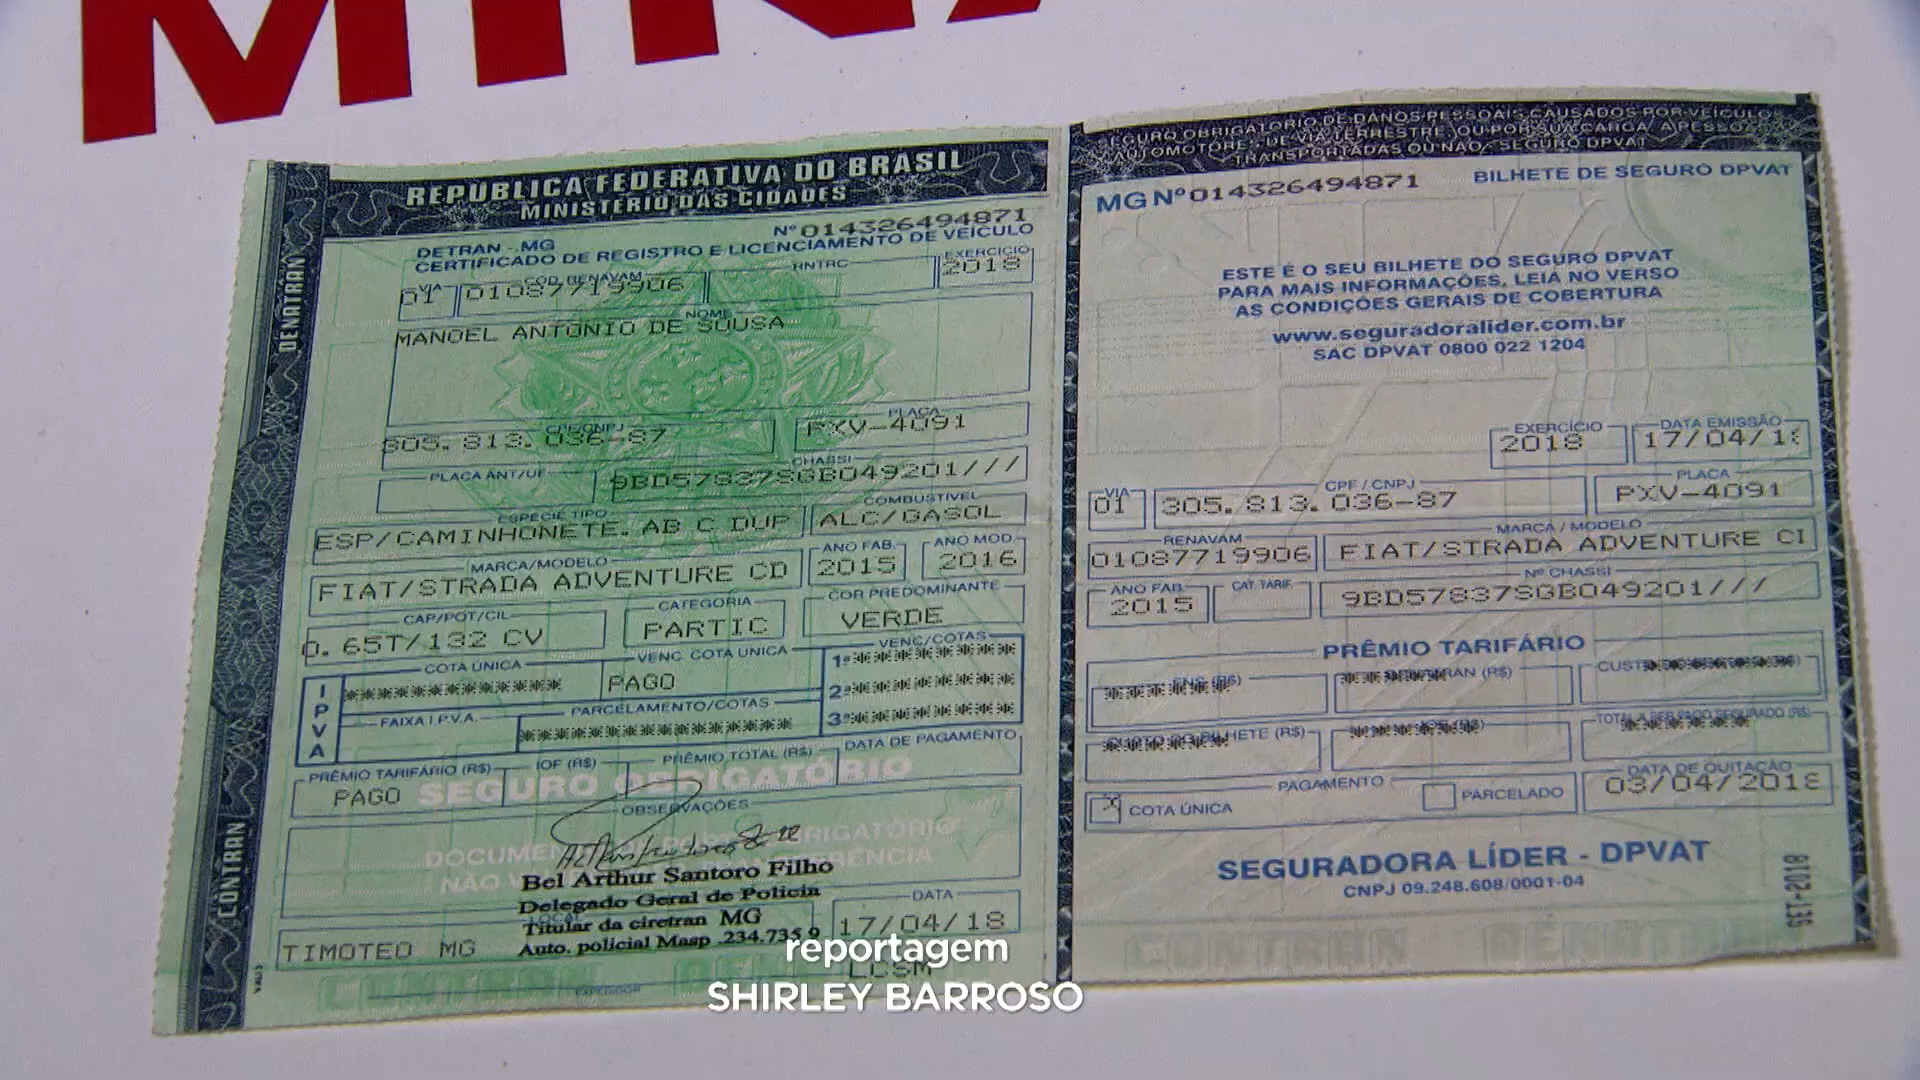 REPÚBLICA FEDERATIVA DO BRASIL
MINISTÉRIO DAS CIDADES
DENATRAN
CONTRAN
DETRAN - MG
Nº 014326494871
CERTIFICADO DE REGISTRO E LICENCIAMENTO DE VEÍCULO
VIA
01
CÓD. RENAVAM
01087719906
RNTRC
EXERCÍCIO
2018
NOME
MANOEL ANTONIO DE SOUSA
CPF/CNPJ
305. 813. 036-87
PLACA
PXV-4091
PLACA ANT/UF
CHASSI
9BD57837SGB049201///
ESPÉCIE TIPO
ESP/CAMINHONETE. AB C DUP
COMBUSTÍVEL
ALC/GASOL
MARCA/MODELO
FIAT/STRADA ADVENTURE CD
ANO FAB.
2015
ANO MOD.
2016
CAP/POT/CIL
0. 65T/132 CV
CATEGORIA
PARTIC
COR PREDOMINANTE
VERDE
IPVA
COTA ÚNICA
*************
VENC. COTA ÚNICA
PAGO
VENC/COTAS
1ª
2ª
3ª
FAIXA I.P.V.A.
PARCELAMENTO/COTAS
PRÊMIO TARIFÁRIO (R$)
PAGO
IOF (R$)
PRÊMIO TOTAL (R$)
DATA DE PAGAMENTO
SEGURO OBRIGATÓRIO
OBSERVAÇÕES
Bel Arthur Santoro Filho
Delegado Geral de Policia
Titular da ciretran MG
Auto. policial Masp .234.735 9
LOCAL
TIMOTEO MG
DATA
17/04/18
LCSM
EXPEDIDOR
SEGURO OBRIGATÓRIO DE DANOS PESSOAIS CAUSADOS POR VEÍCULOS
AUTOMOTORES DE VIA TERRESTRE, OU POR SUA CARGA, A PESSOAS
TRANSPORTADAS OU NÃO - SEGURO DPVAT
MG Nº 014326494871
BILHETE DE SEGURO DPVAT
ESTE É O SEU BILHETE DO SEGURO DPVAT
PARA MAIS INFORMAÇÕES, LEIA NO VERSO
AS CONDIÇÕES GERAIS DE COBERTURA
www.seguradoralider.com.br
SAC DPVAT 0800 022 1204
EXERCÍCIO
2018
DATA EMISSÃO
17/04/18
VIA
01
CPF / CNPJ
305. 813. 036-87
PLACA
PXV-4091
RENAVAM
01087719906
MARCA / MODELO
FIAT/STRADA ADVENTURE CI
ANO FAB.
2015
CAT. TARIF.
Nº CHASSI
9BD57837SGB049201///
PRÊMIO TARIFÁRIO
PAGAMENTO
COTA ÚNICA
PARCELADO
DATA DE QUITAÇÃO
03/04/2018
SEGURADORA LÍDER - DPVAT
CNPJ 09.248.608/0001-04
SET-2018
CONTRAN DENATRAN
reportagem
SHIRLEY BARROSO